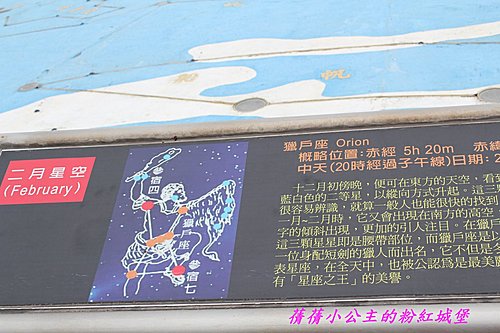 帆
二月星空
(February)
參宿四
獵戶座
參宿七
獵戶座 Orion
概略位置:赤經 5h 20m 赤緯
中天(20時經過子午線)日期: 2
十二月初傍晚，便可在東方的天空，看到
藍白色的二等星，以縱向方式升起。這三
很容易辨識，就算一般人也能很快的找到
一月~二月時，它又會出現在南方的高空
字的傾斜出現，更加的引人注目。在獵戶
這三顆星星即是腰帶部位，而獵戶座是以
一位身配短劍的獵人而出名，它不但是冬
表星座，在全天中，也被公認為是最美麗
有「星座之王」的美譽。
蒨蒨小公主的粉紅城堡